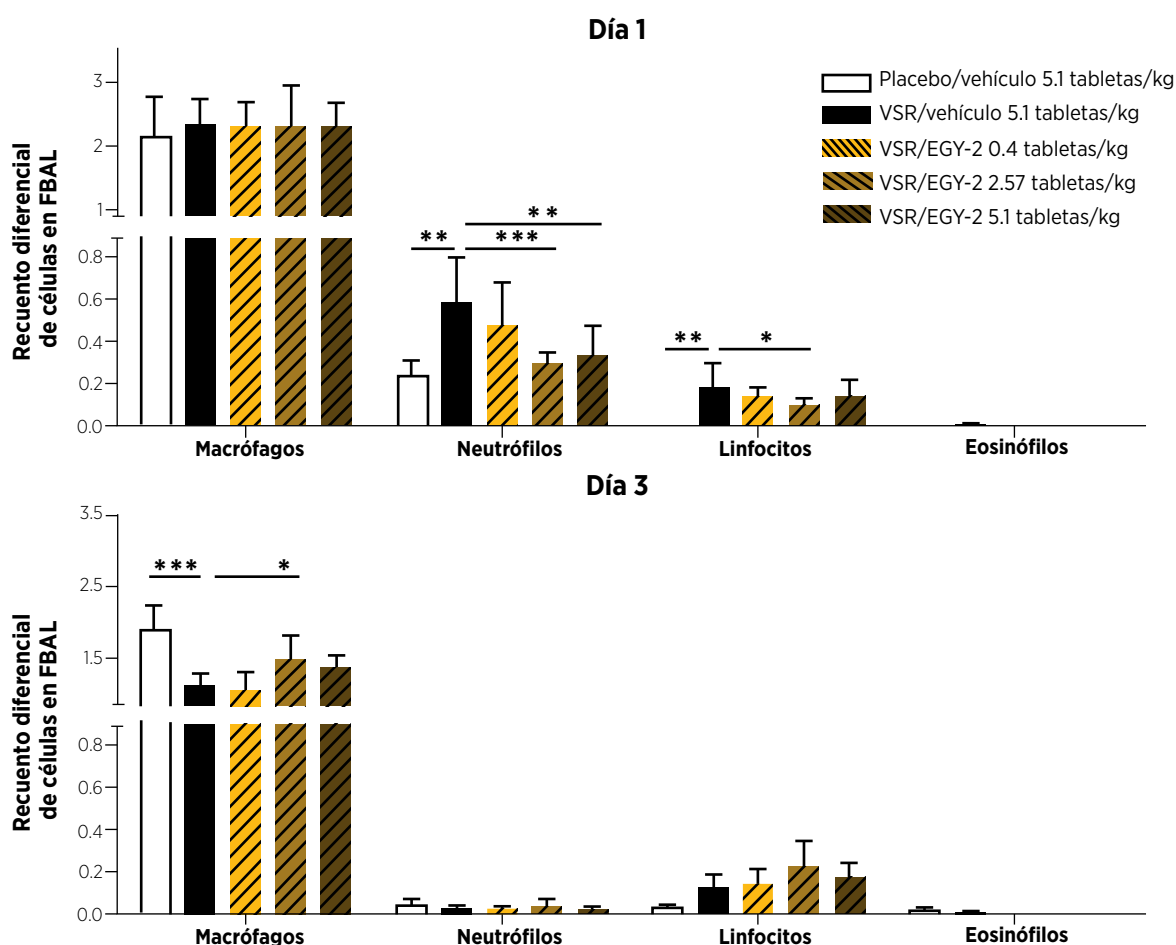 Día 1
Recuento diferencial
de células en FBAL
3
2
1
0.8
0.6
0.4
0.2
0.0
Placebo/vehículo 5.1 tabletas/kg
VSR/vehículo 5.1 tabletas/kg
VSR/EGY-2 0.4 tabletas/kg
VSR/EGY-2 2.57 tabletas/kg
VSR/EGY-2 5.1 tabletas/kg
**
** ***
** *
Macrófagos Neutrófilos Linfocitos Eosinófilos
Día 3
Recuento diferencial
de células en FBAL
3.5
2.5
1.5
0.8
0.6
0.4
0.2
0.0
*** *
Macrófagos Neutrófilos Linfocitos Eosinófilos